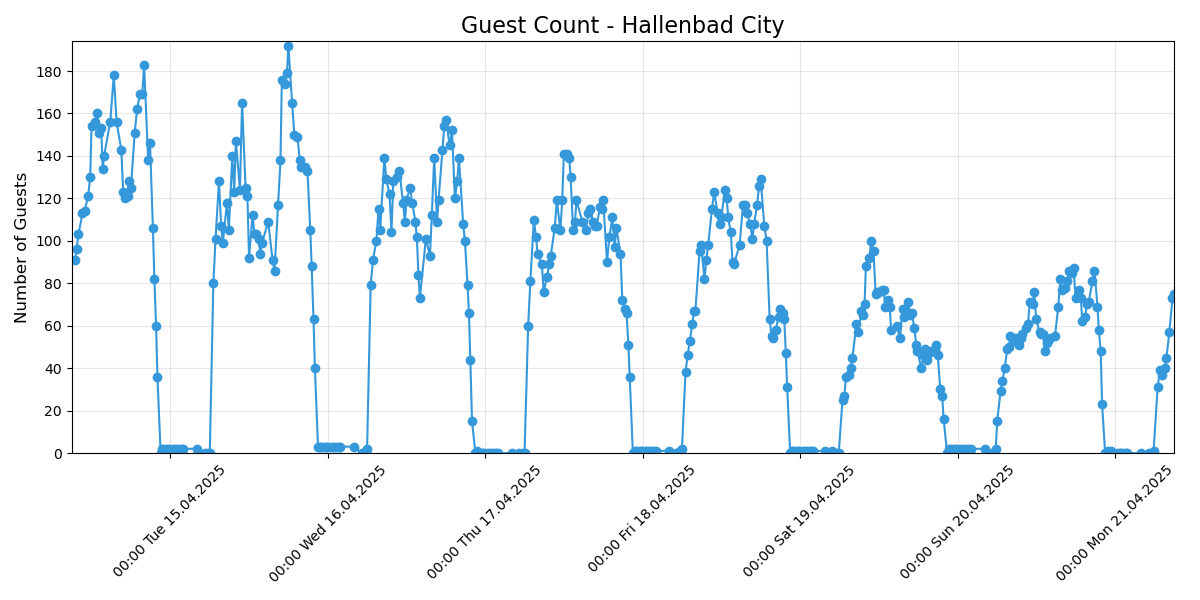 Guest Count - Hallenbad City
Number of Guests
180
160
140
120
100
80
60
40
20
0
00:00 Tue 15.04.2025
00:00 Wed 16.04.2025
00:00 Thu 17.04.2025
00:00 Fri 18.04.2025
00:00 Sat 19.04.2025
00:00 Sun 20.04.2025
00:00 Mon 21.04.2025